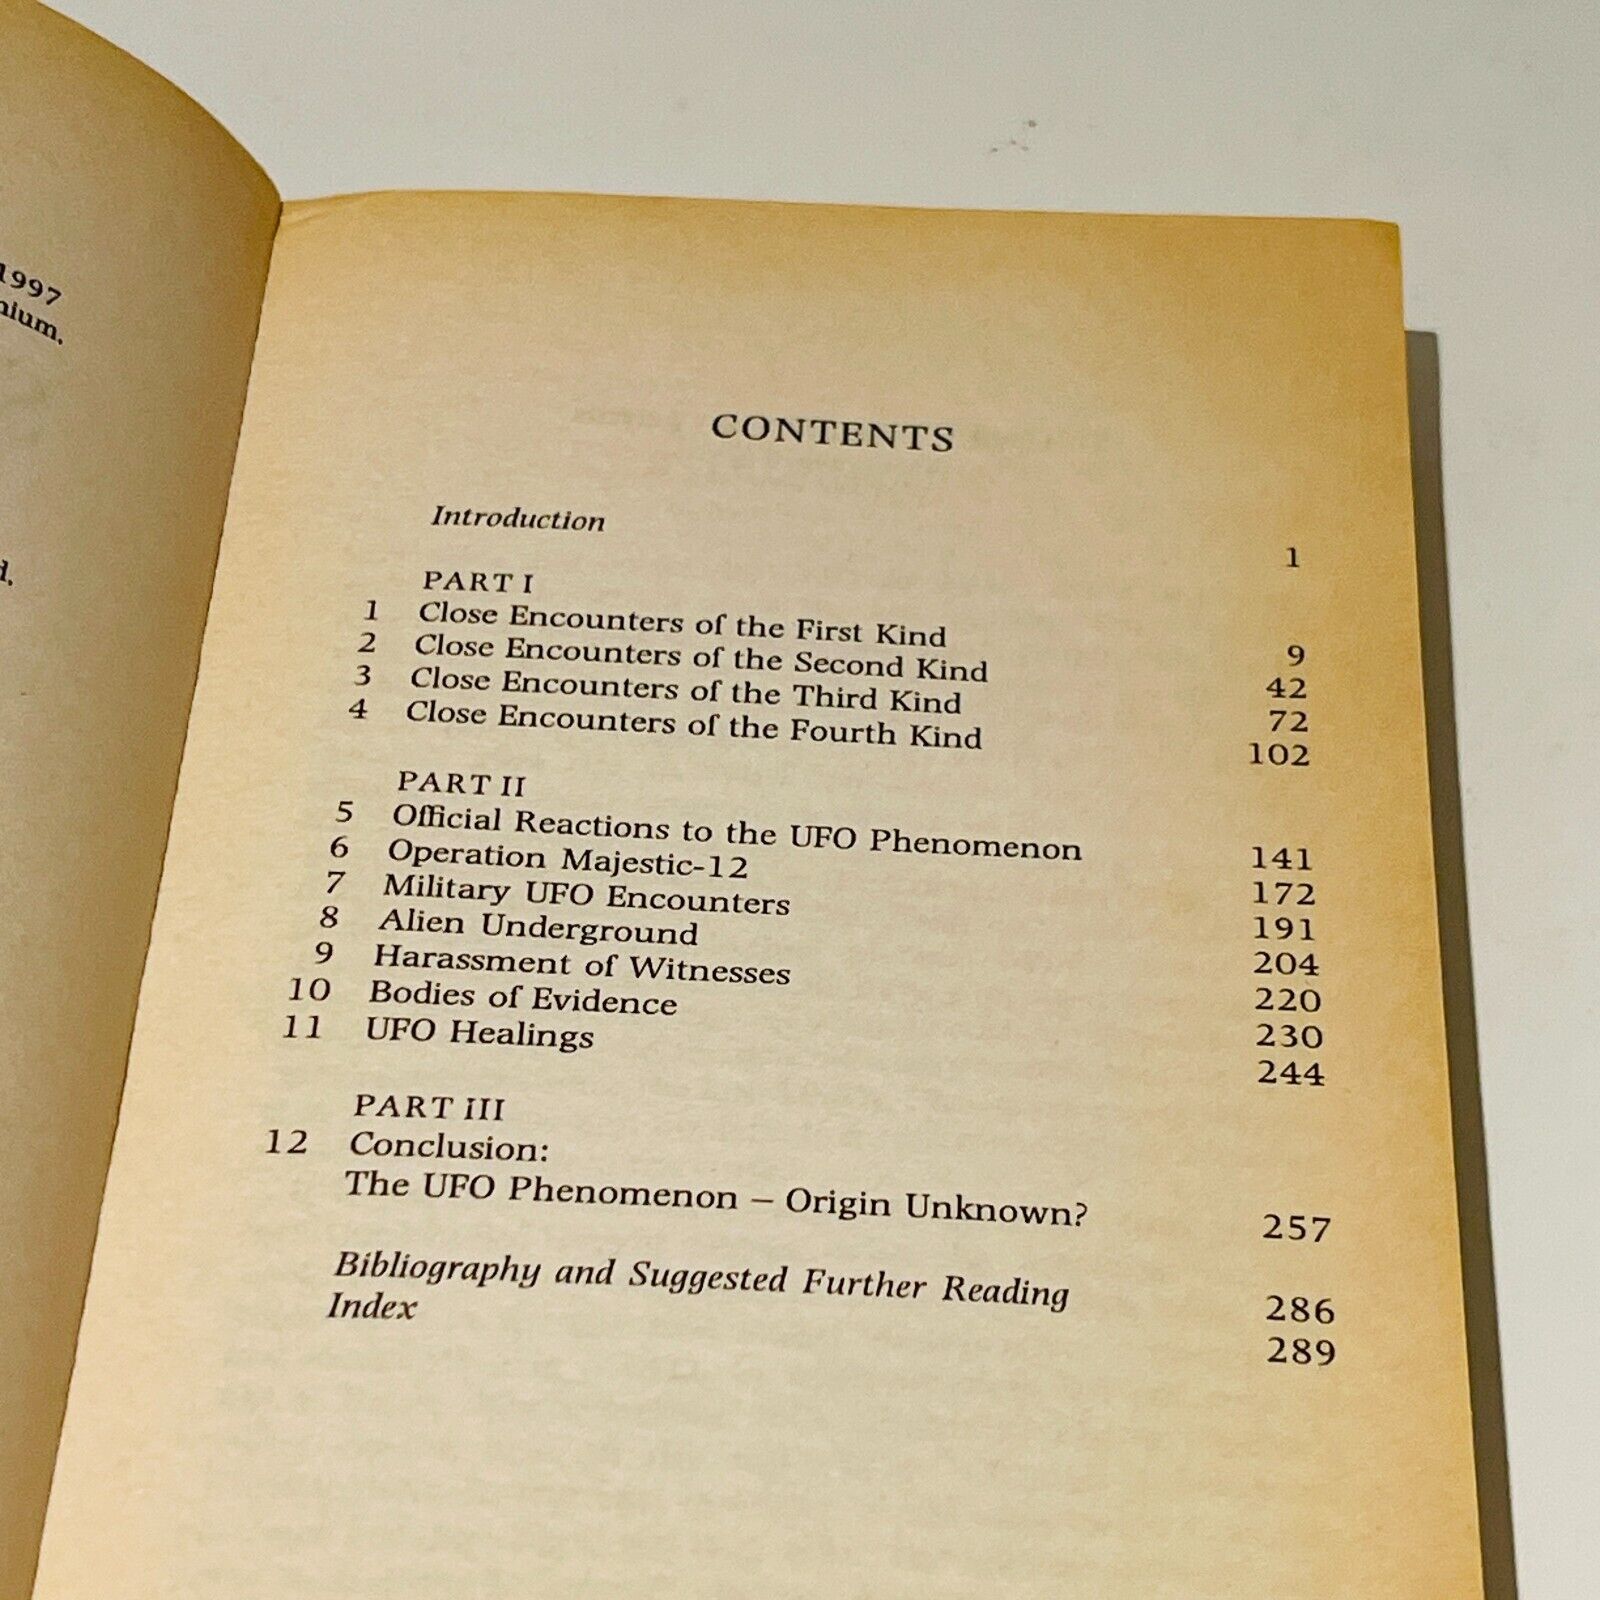 1997
nium.
d.
CONTENTS
Introduction 1
PART I
1 Close Encounters of the First Kind 9
2 Close Encounters of the Second Kind 42
3 Close Encounters of the Third Kind 72
4 Close Encounters of the Fourth Kind 102
PART II
5 Official Reactions to the UFO Phenomenon 141
6 Operation Majestic-12 172
7 Military UFO Encounters 191
8 Alien Underground 204
9 Harassment of Witnesses 220
10 Bodies of Evidence 230
11 UFO Healings 244
PART III
12 Conclusion:
The UFO Phenomenon – Origin Unknown? 257
Bibliography and Suggested Further Reading 286
Index 289